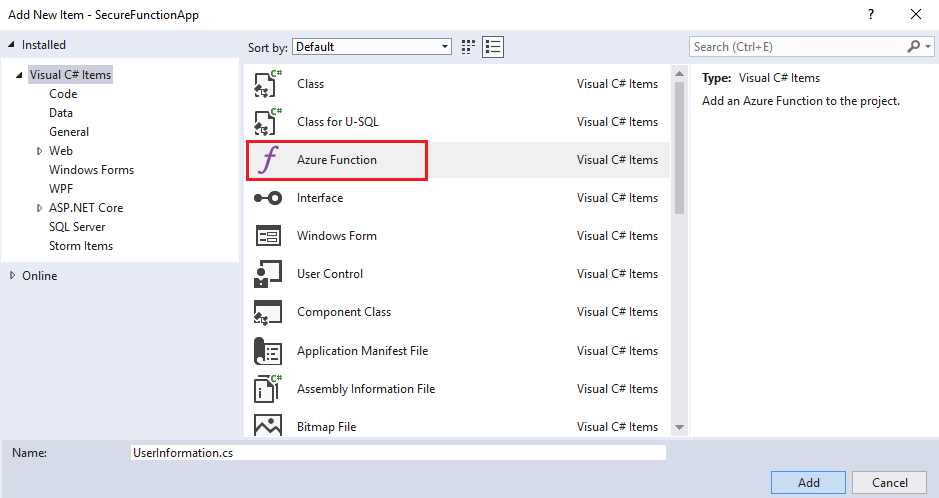 Add New Item - SecureFunctionApp
Installed
Visual C# Items
Code
Data
General
Web
Windows Forms
WPF
ASP.NET Core
SQL Server
Storm Items
Online
Sort by: Default
C# Class Visual C# Items
C# Class for U-SQL Visual C# Items
Azure Function Visual C# Items
Interface Visual C# Items
Windows Form Visual C# Items
User Control Visual C# Items
Component Class Visual C# Items
Application Manifest File Visual C# Items
C# Assembly Information File Visual C# Items
Bitmap File Visual C# Items
Search (Ctrl+E)
Type: Visual C# Items
Add an Azure Function to the project.
Name: UserInformation.cs
Add Cancel